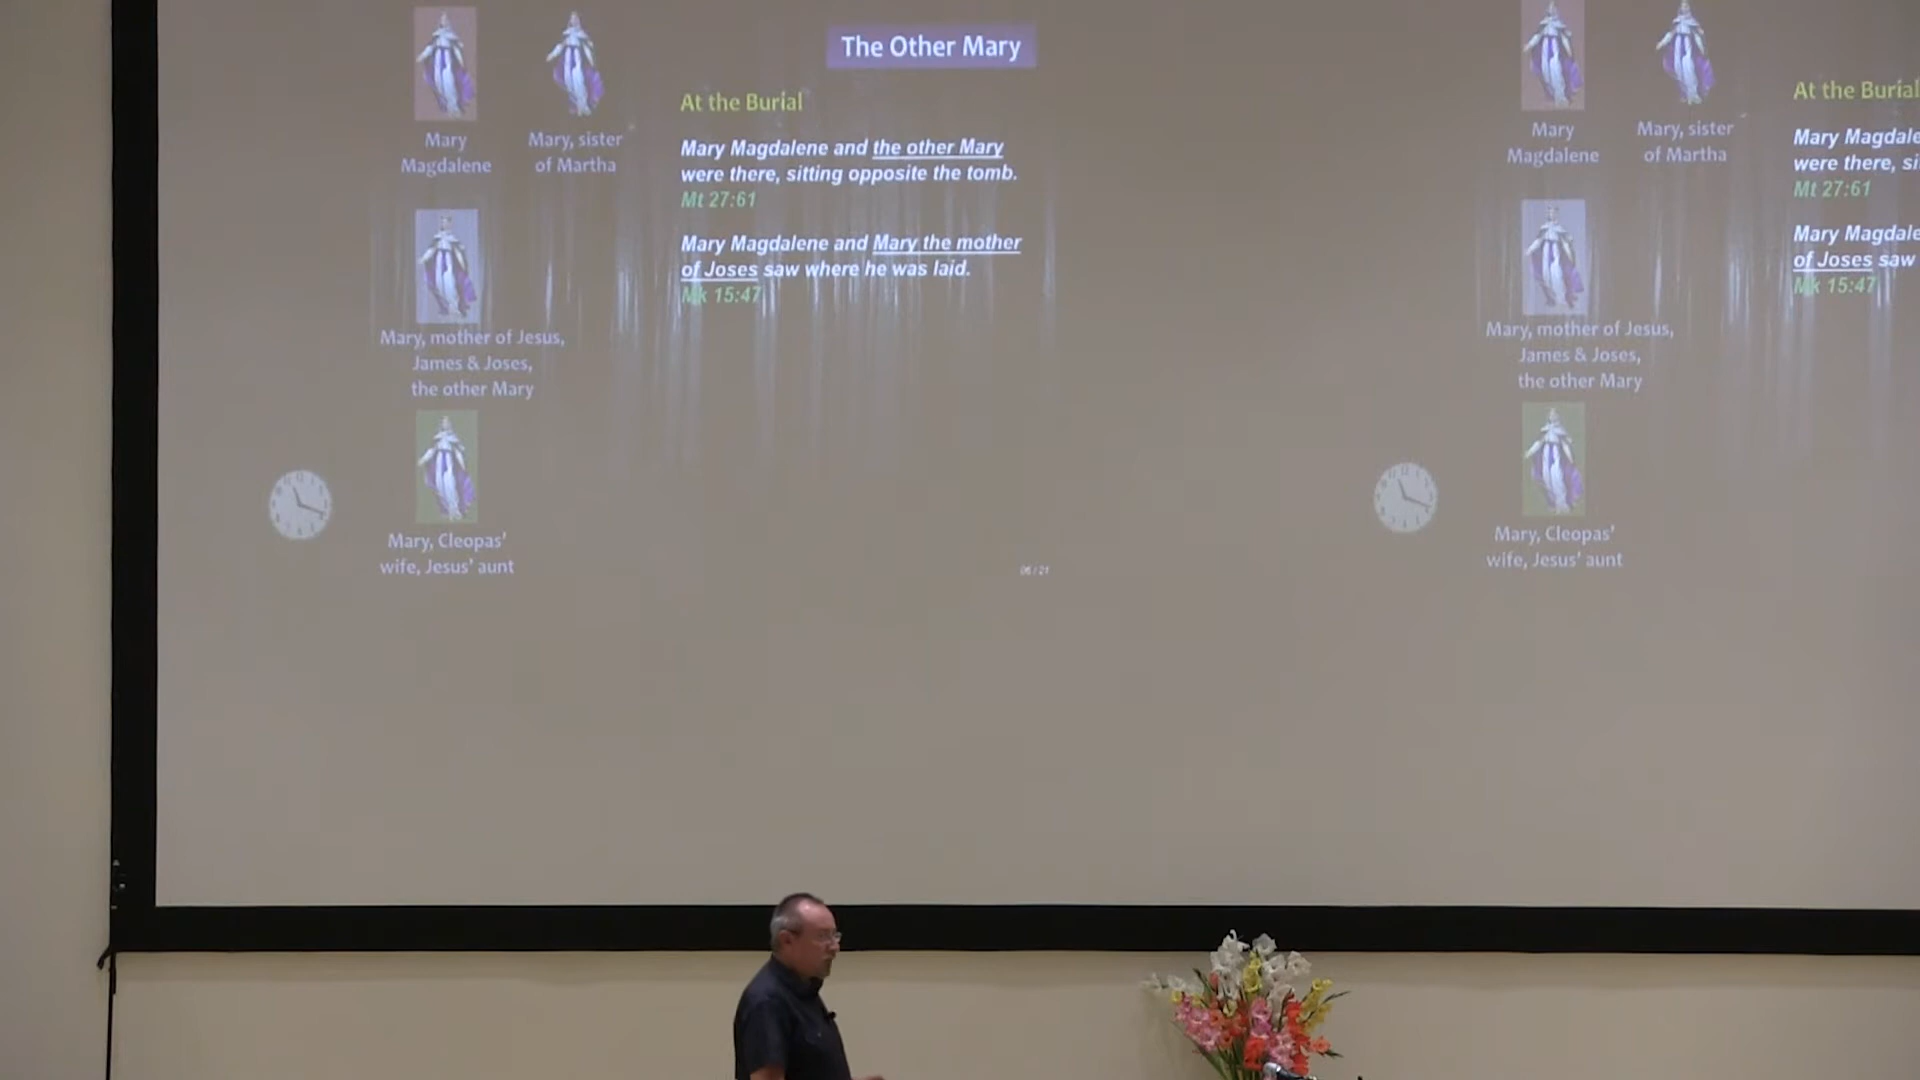 The Other Mary
Mary
Magdalene
Mary, sister
of Martha
At the Burial
Mary Magdalene and the other Mary
were there, sitting opposite the tomb.
Mt 27:61
Mary Magdalene and Mary the mother
of Joses saw where he was laid.
Mk 15:47
Mary, mother of Jesus,
James & Joses,
the other Mary
Mary, Cleopas'
wife, Jesus' aunt
06 / 21
Mary
Magdalene
Mary, sister
of Martha
At the Burial
Mary Magdale
were there, si
Mt 27:61
Mary Magdale
of Joses saw
Mk 15:47
Mary, mother of Jesus,
James & Joses,
the other Mary
Mary, Cleopas'
wife, Jesus' aunt